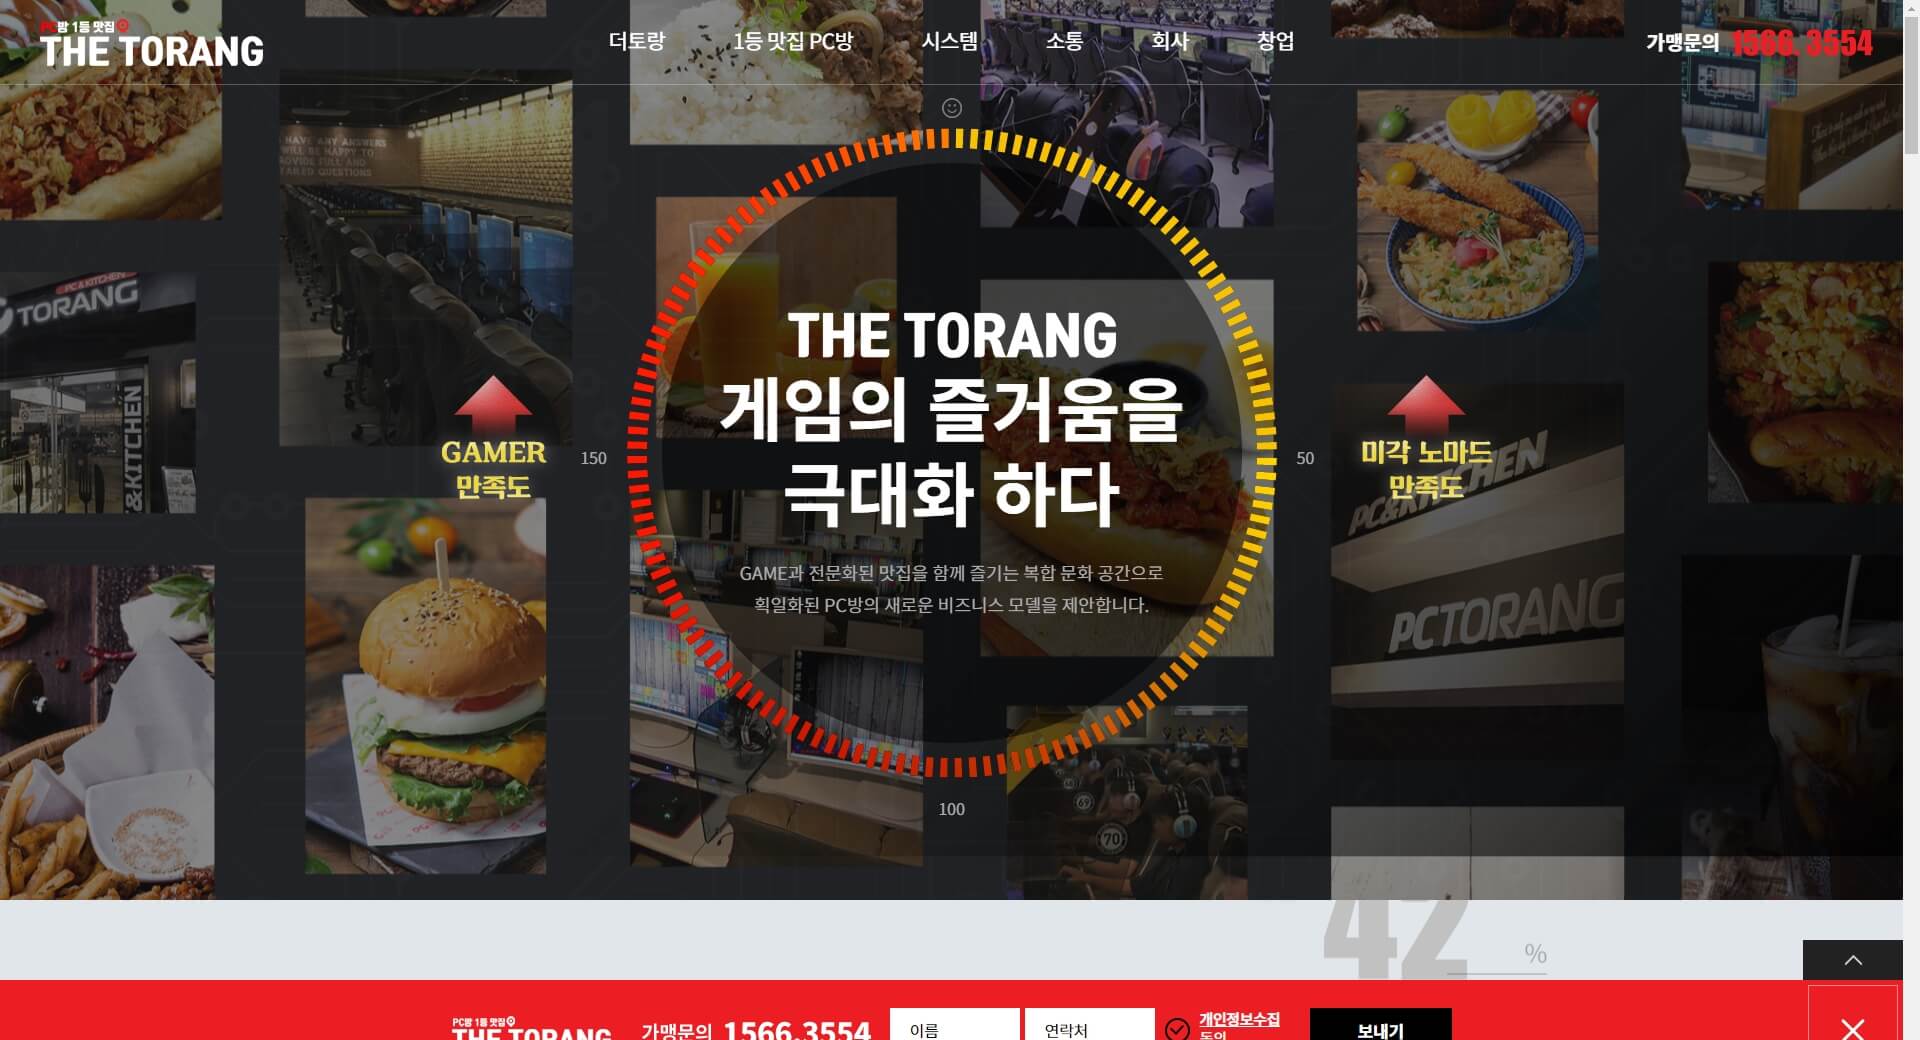 PC방 1등 맛집
THE TORANG
더토랑
1등 맛집 PC방
시스템
소통
회사
창업
가맹문의 1566. 3554
HAVE ANY ANSWERS
WILL BE HAPPY TO
PROVIDE FULL AND
TAILED QUESTIONS
PC & KITCHEN
TORANG
&KITCHEN
THE TORANG
게임의 즐거움을
극대화 하다
GAMER
만족도
150
50
미각 노마드
만족도
PC&KITCHEN
PCTORANG
GAME과 전문화된 맛집을 함께 즐기는 복합 문화 공간으로
획일화된 PC방의 새로운 비즈니스 모델을 제안합니다.
100
69
70
42
%
PC방 1등 맛집
THE TORANG
가맹문의 1566.3554
이름
연락처
개인정보수집
동의
보내기